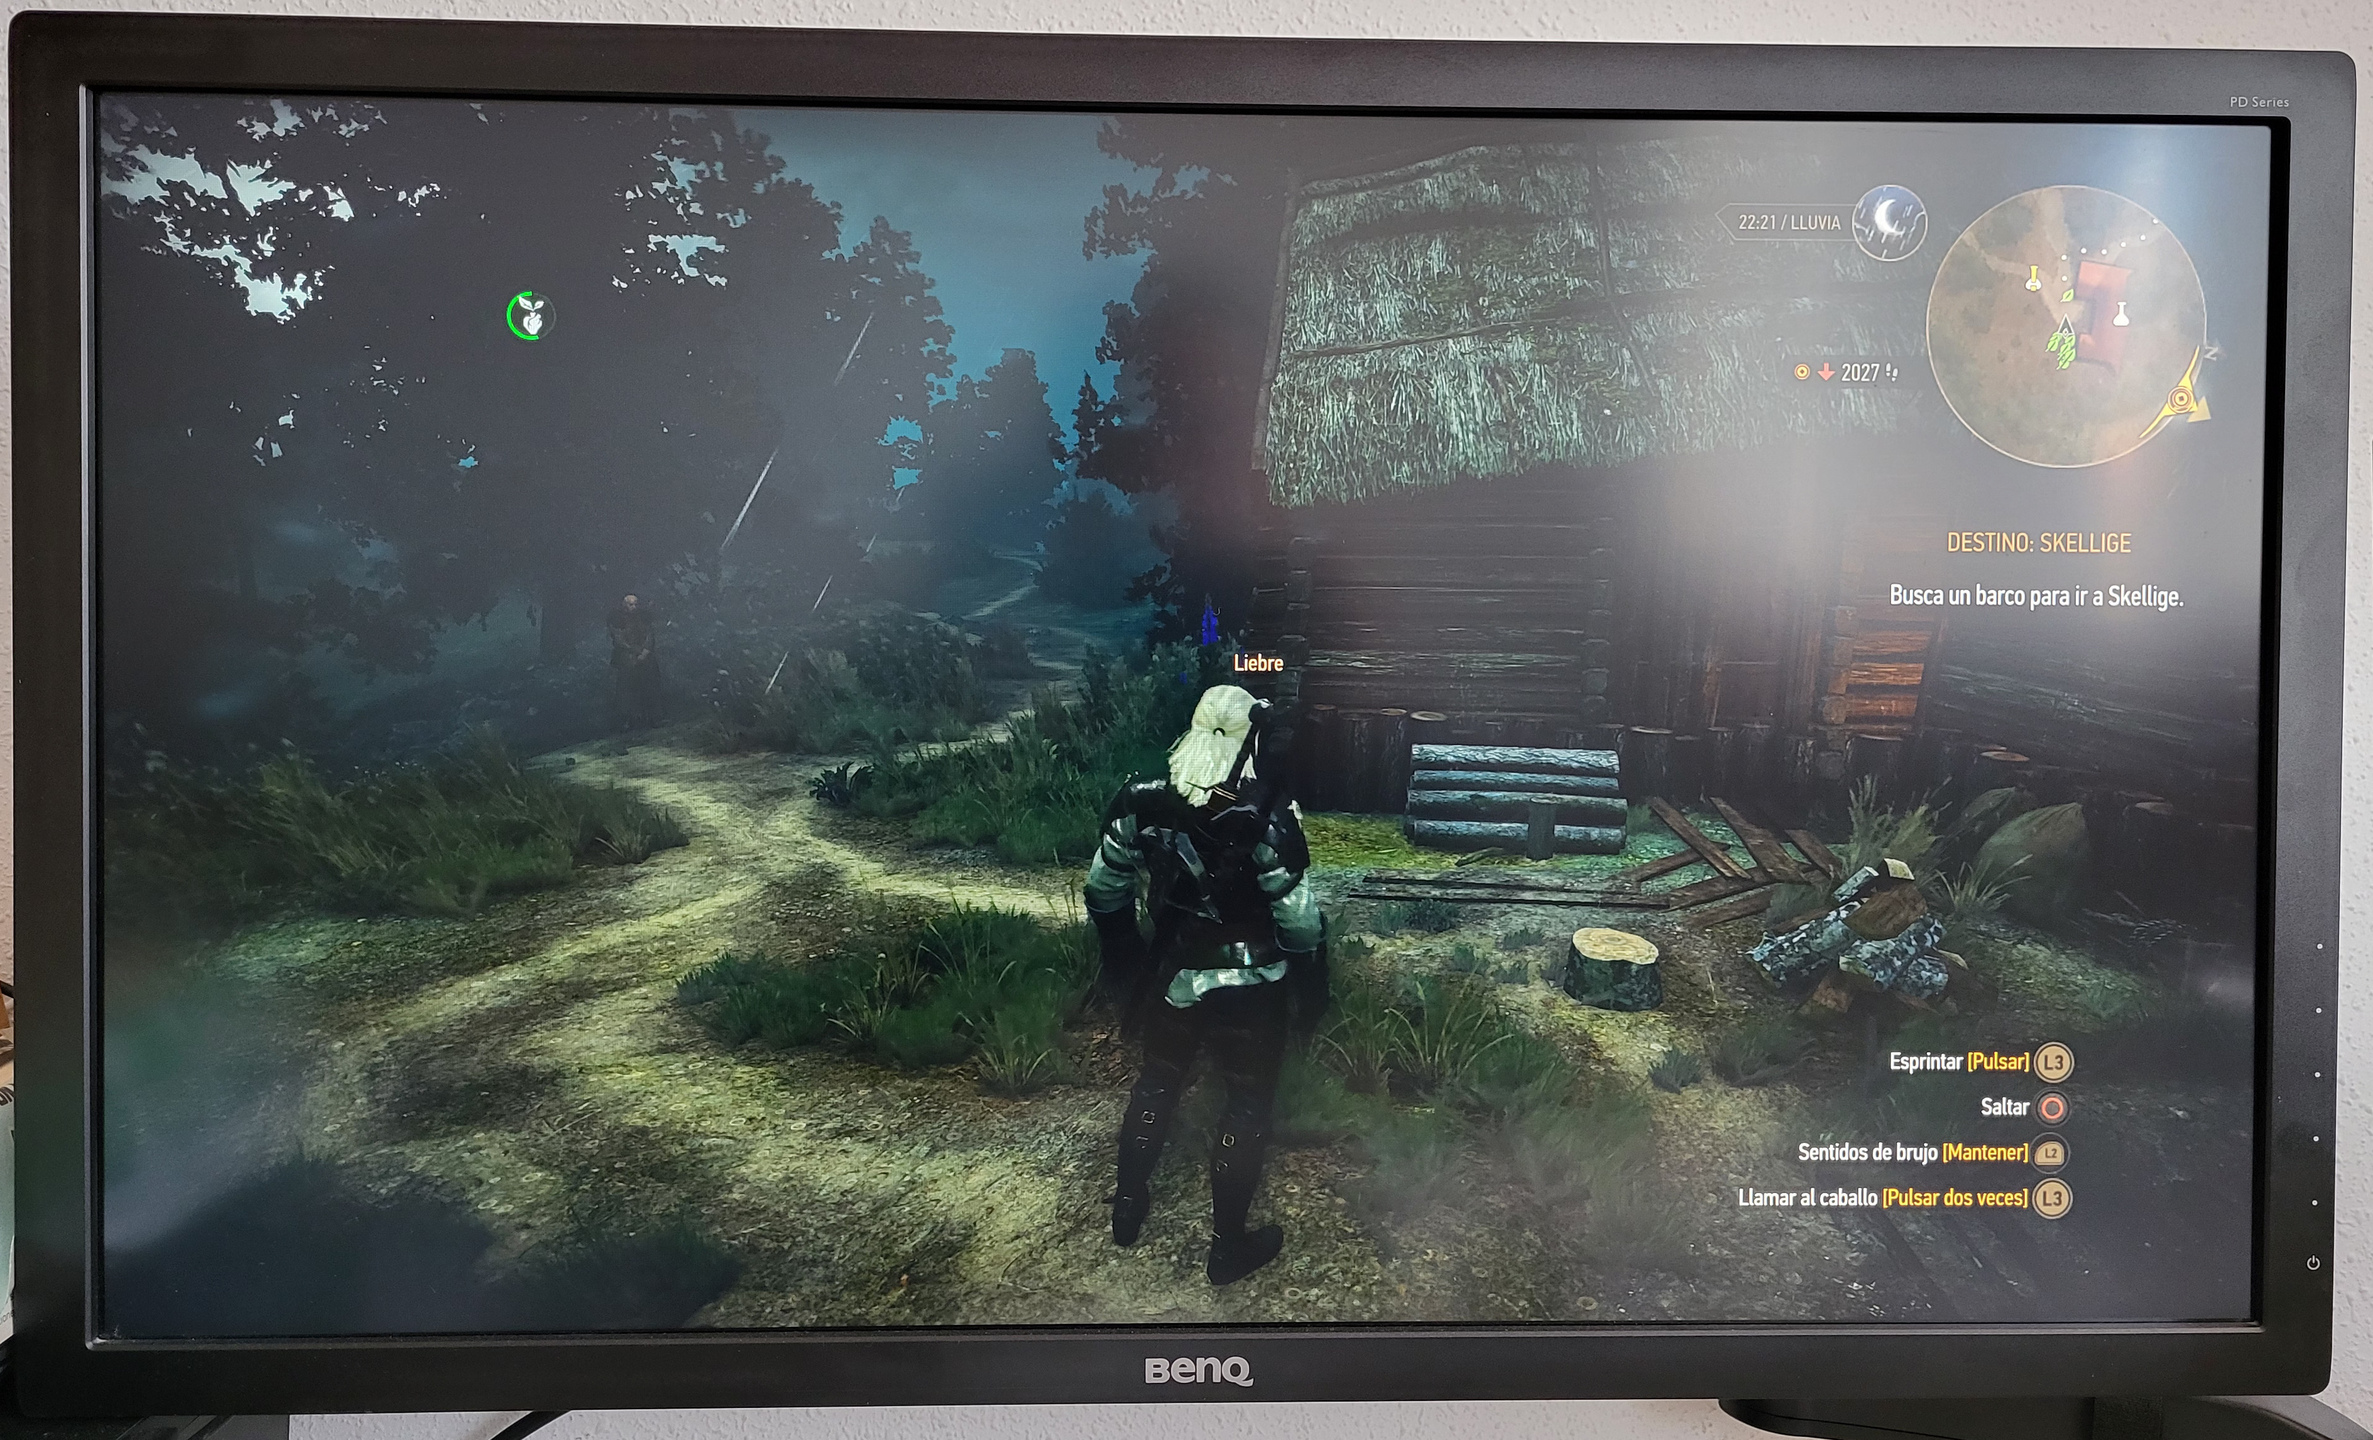 PD Series
22:21 / LLUVIA
N
2027
DESTINO: SKELLIGE
Busca un barco para ir a Skellige.
Liebre
Esprintar [Pulsar] L3
Saltar
Sentidos de brujo [Mantener] L2
Llamar al caballo [Pulsar dos veces] L3
BenQ